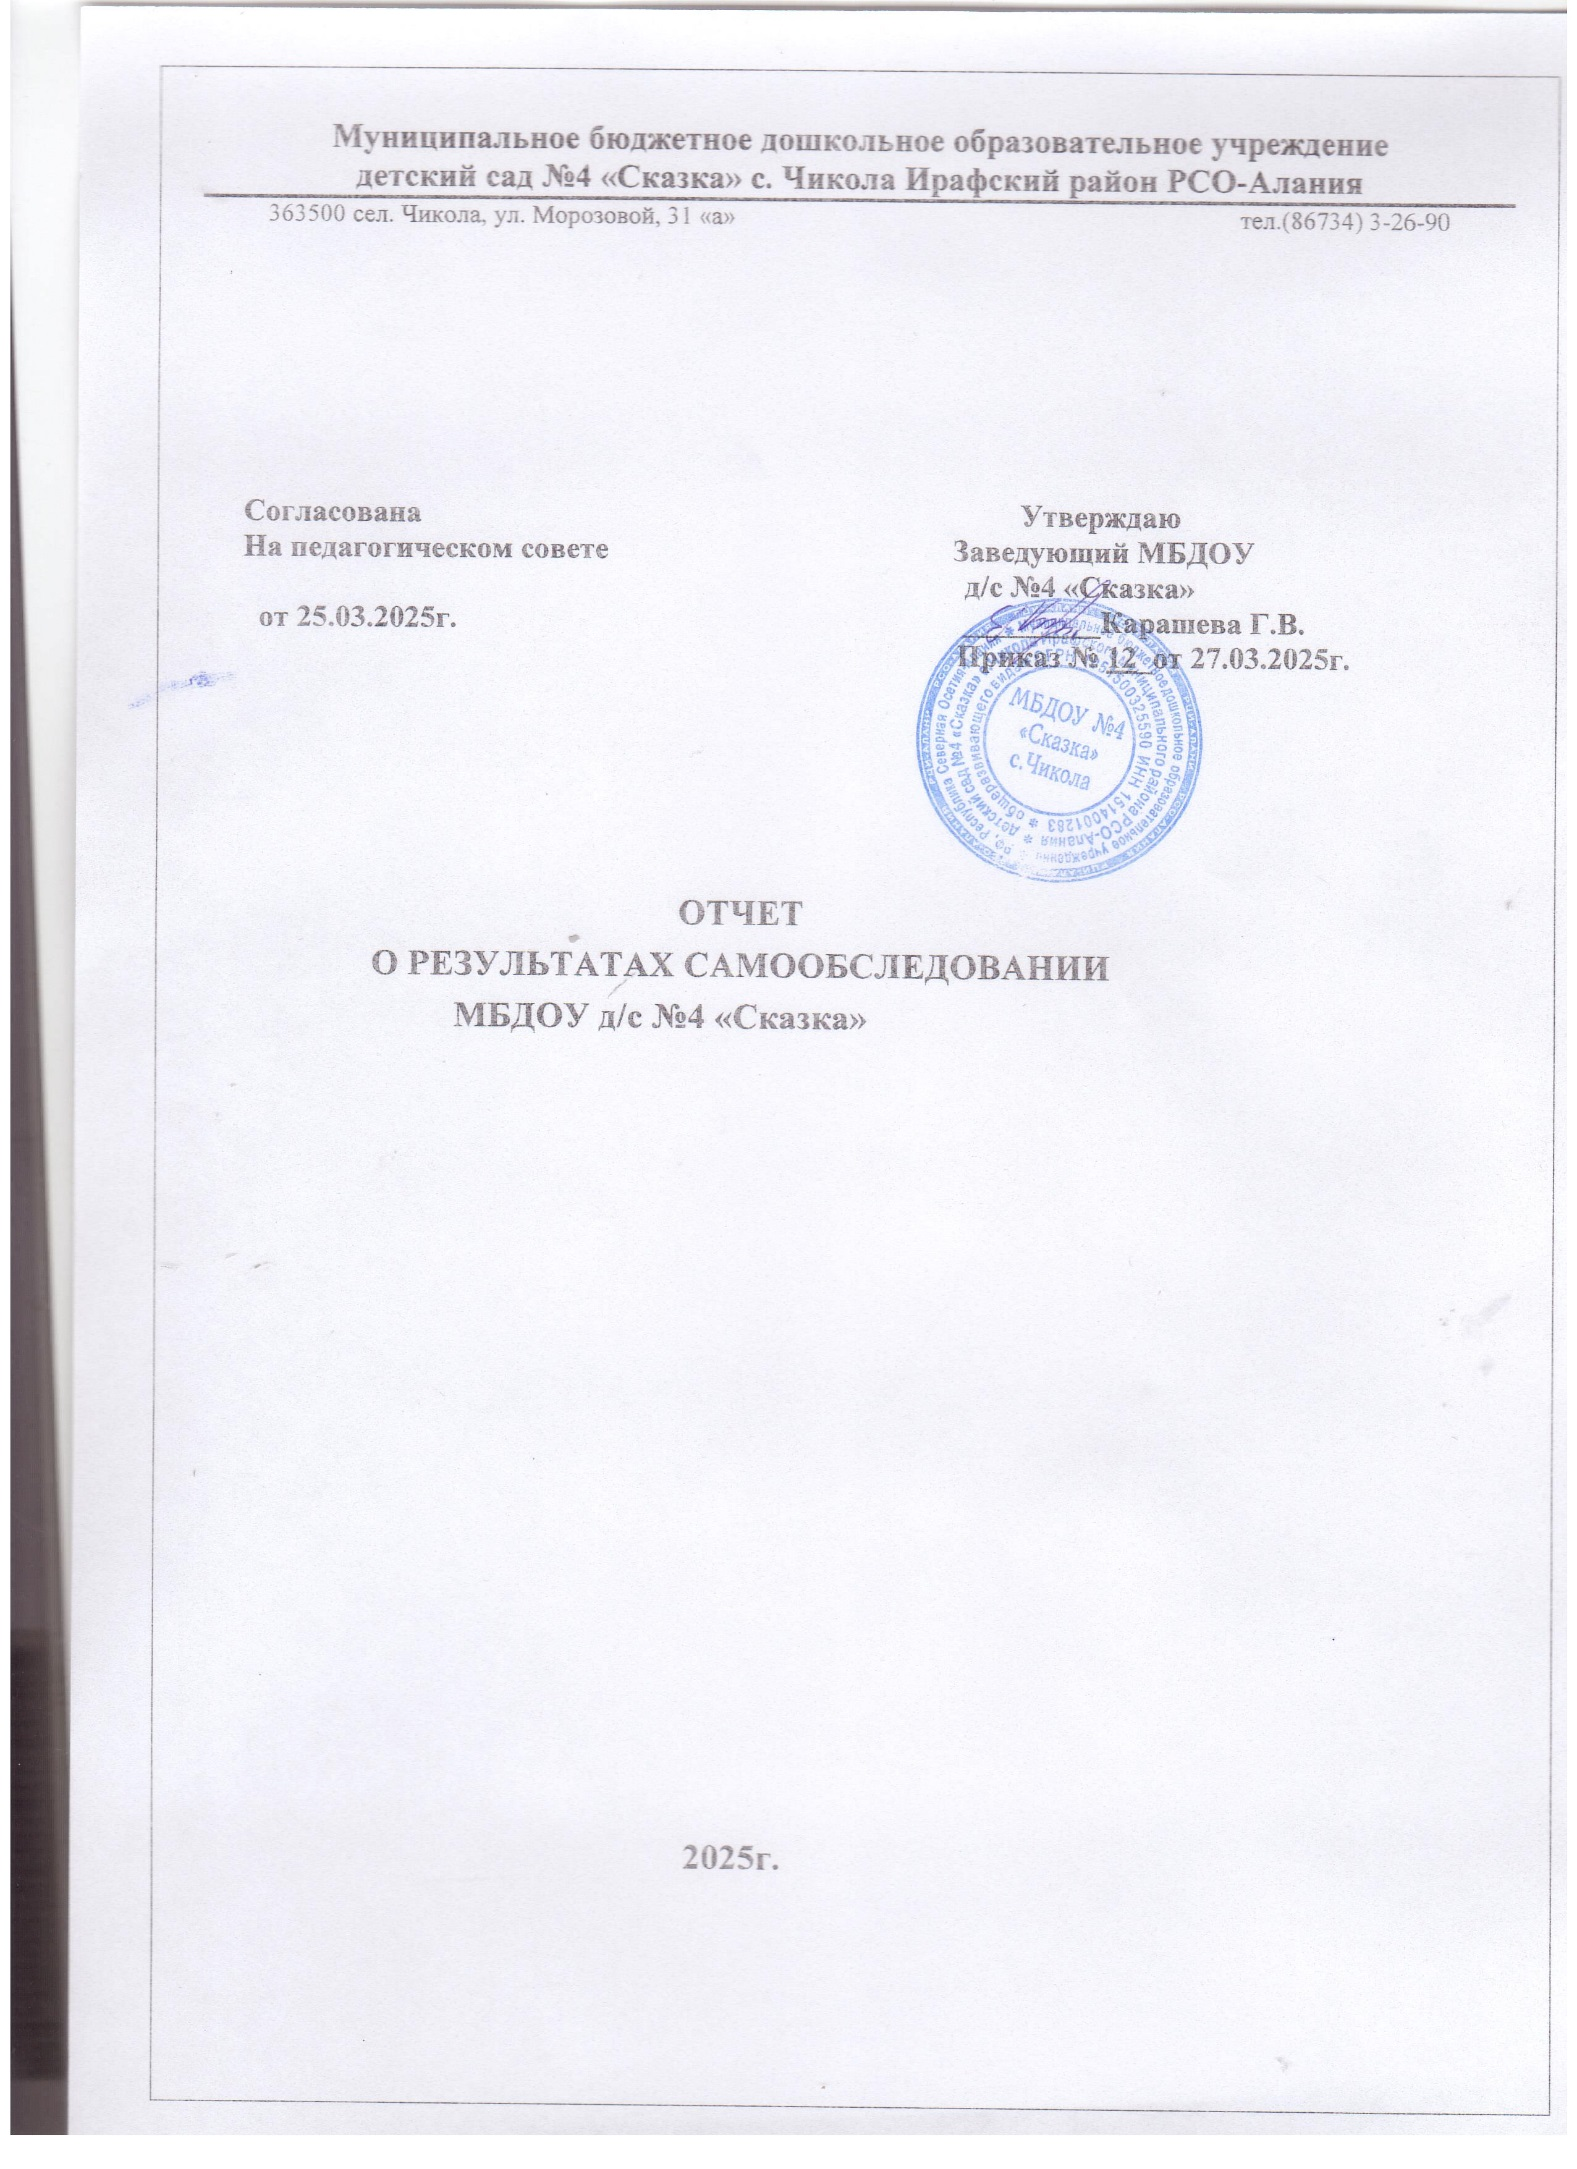 Муниципальное бюджетное дошкольное образовательное учреждение
детский сад №4 «Сказка» с. Чикола Ирафский район РСО-Алания
363500 сел. Чикола, ул. Морозовой, 31 «а» тел.(86734) 3-26-90
Согласована
На педагогическом совете
от 25.03.2025г.
Утверждаю
Заведующий МБДОУ
д/с №4 «Сказка»
Карашева Г.В.
Приказ № 12 от 27.03.2025г.
МБДОУ №4
«Сказка»
с.Чикола
ИНН 1514001283
ОТЧЕТ
О РЕЗУЛЬТАТАХ САМООБСЛЕДОВАНИИ
МБДОУ д/с №4 «Сказка»
2025г.